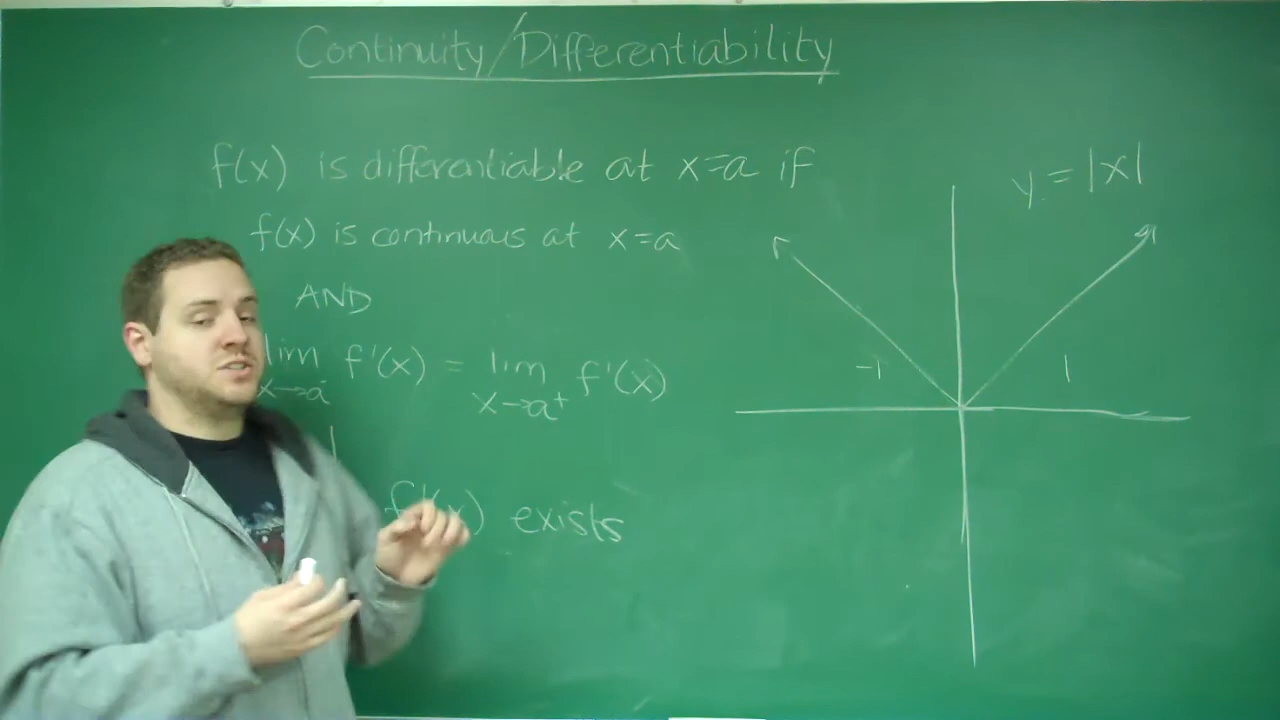 Continuity/Differentiability
f(x) is differentiable at x=a if
f(x) is continuous at x=a
AND
lim f'(x) = lim f'(x)
x→a⁻ x→a⁺
f'(x) exists
y = |x|
-1
1